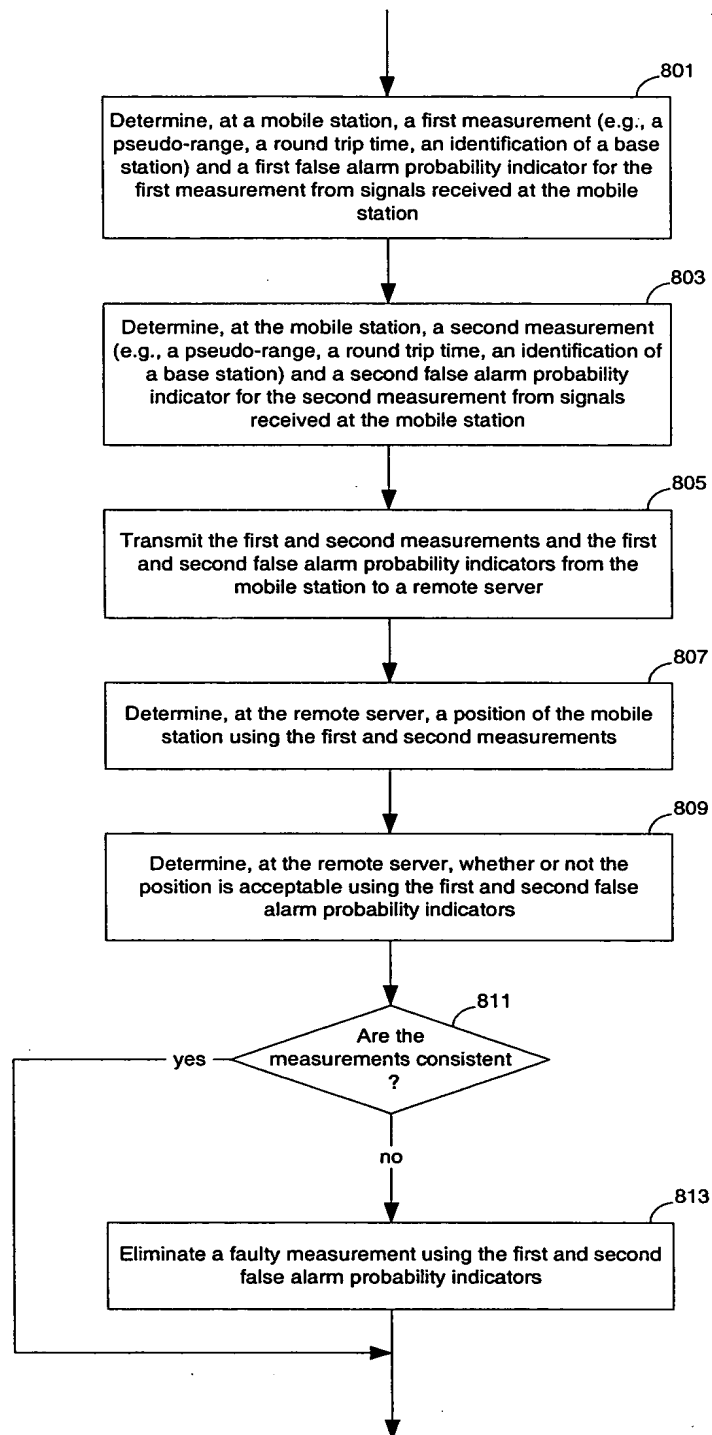 801
Determine, at a mobile station, a first measurement (e.g., a
pseudo-range, a round trip time, an identification of a base
station) and a first false alarm probability indicator for the
first measurement from signals received at the mobile
station
803
Determine, at the mobile station, a second measurement
(e.g., a pseudo-range, a round trip time, an identification of
a base station) and a second false alarm probability
indicator for the second measurement from signals
received at the mobile station
805
Transmit the first and second measurements and the first
and second false alarm probability indicators from the
mobile station to a remote server
807
Determine, at the remote server, a position of the mobile
station using the first and second measurements
809
Determine, at the remote server, whether or not the
position is acceptable using the first and second false
alarm probability indicators
811
Are the
measurements consistent
?
yes
no
813
Eliminate a faulty measurement using the first and second
false alarm probability indicators